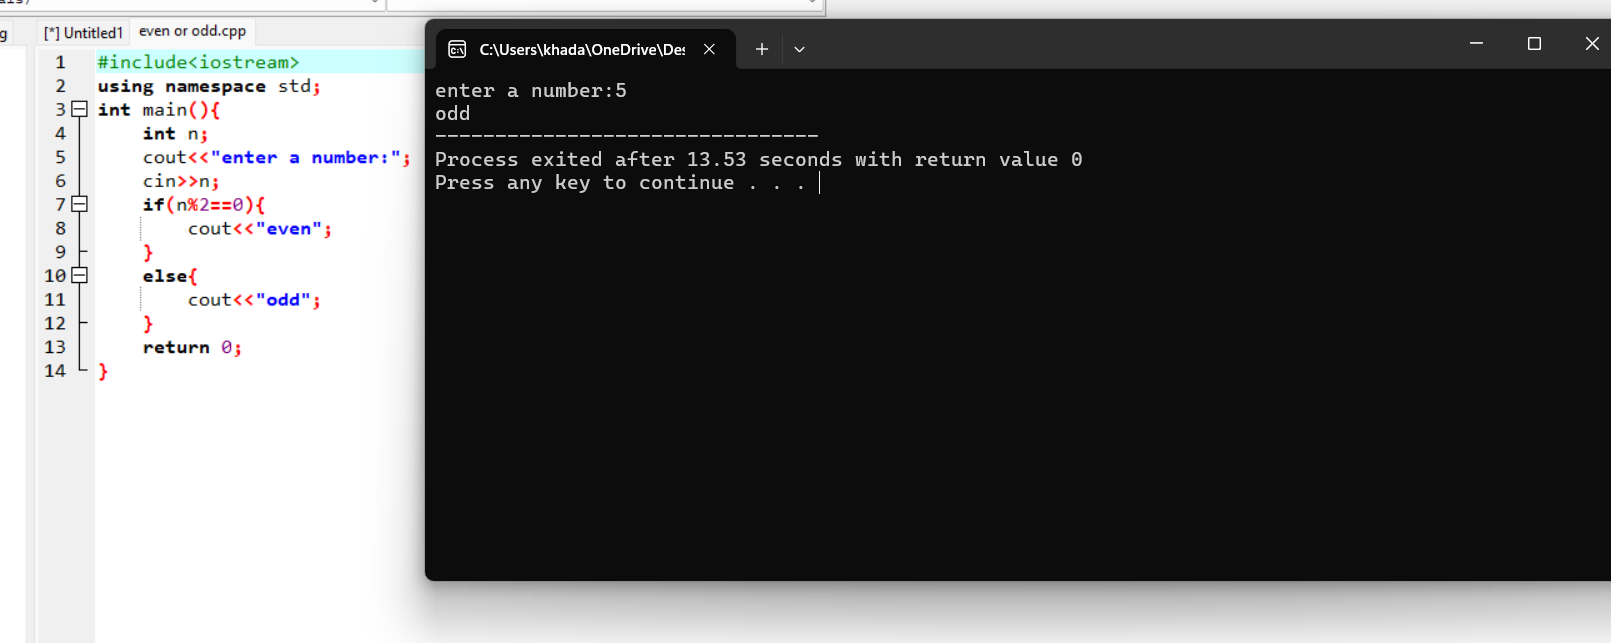 [*] Untitled1
even or odd.cpp
1 #include<iostream>
2 using namespace std;
3 int main(){
4 int n;
5 cout<<"enter a number:";
6 cin>>n;
7 if(n%2==0){
8 cout<<"even";
9 }
10 else{
11 cout<<"odd";
12 }
13 return 0;
14 }
C:\Users\khada\OneDrive\Des
enter a number:5
odd
--------------------------------
Process exited after 13.53 seconds with return value 0
Press any key to continue . . .